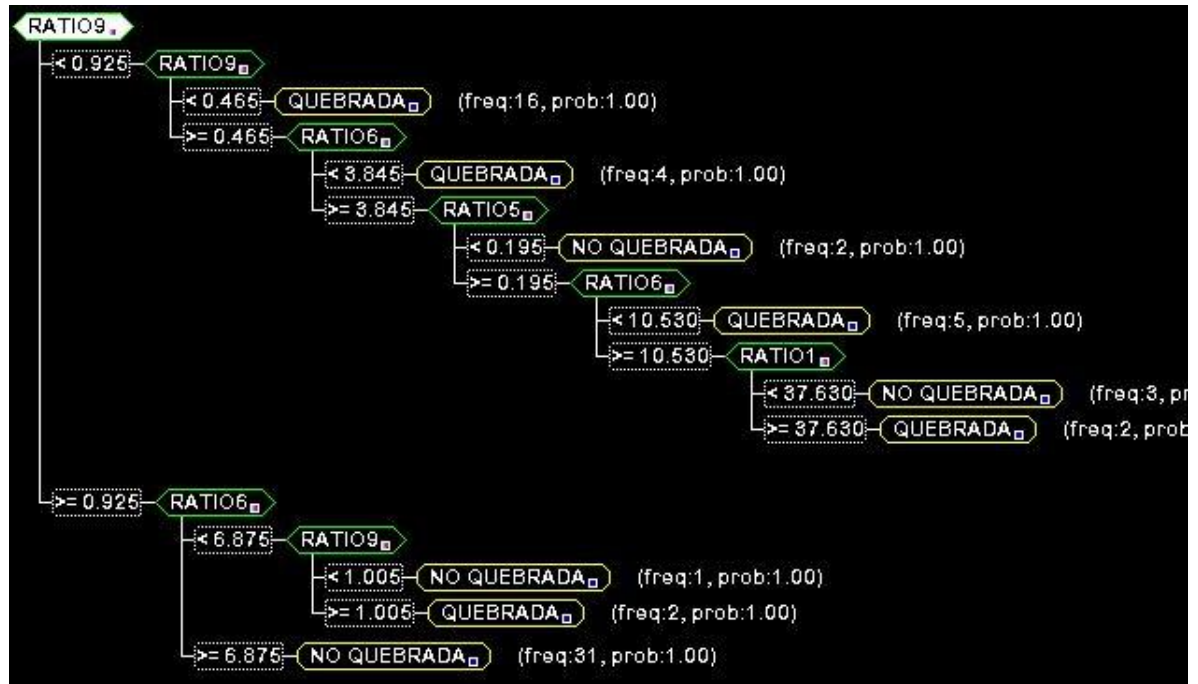 RATIO9
< 0.925 RATIO9
< 0.465 QUEBRADA (freq:16, prob:1.00)
>= 0.465 RATIO6
< 3.845 QUEBRADA (freq:4, prob:1.00)
>= 3.845 RATIO5
< 0.195 NO QUEBRADA (freq:2, prob:1.00)
>= 0.195 RATIO6
< 10.530 QUEBRADA (freq:5, prob:1.00)
>= 10.530 RATIO1
< 37.630 NO QUEBRADA (freq:3, pr
>= 37.630 QUEBRADA (freq:2, prob
>= 0.925 RATIO6
< 6.875 RATIO9
< 1.005 NO QUEBRADA (freq:1, prob:1.00)
>= 1.005 QUEBRADA (freq:2, prob:1.00)
>= 6.875 NO QUEBRADA (freq:31, prob:1.00)